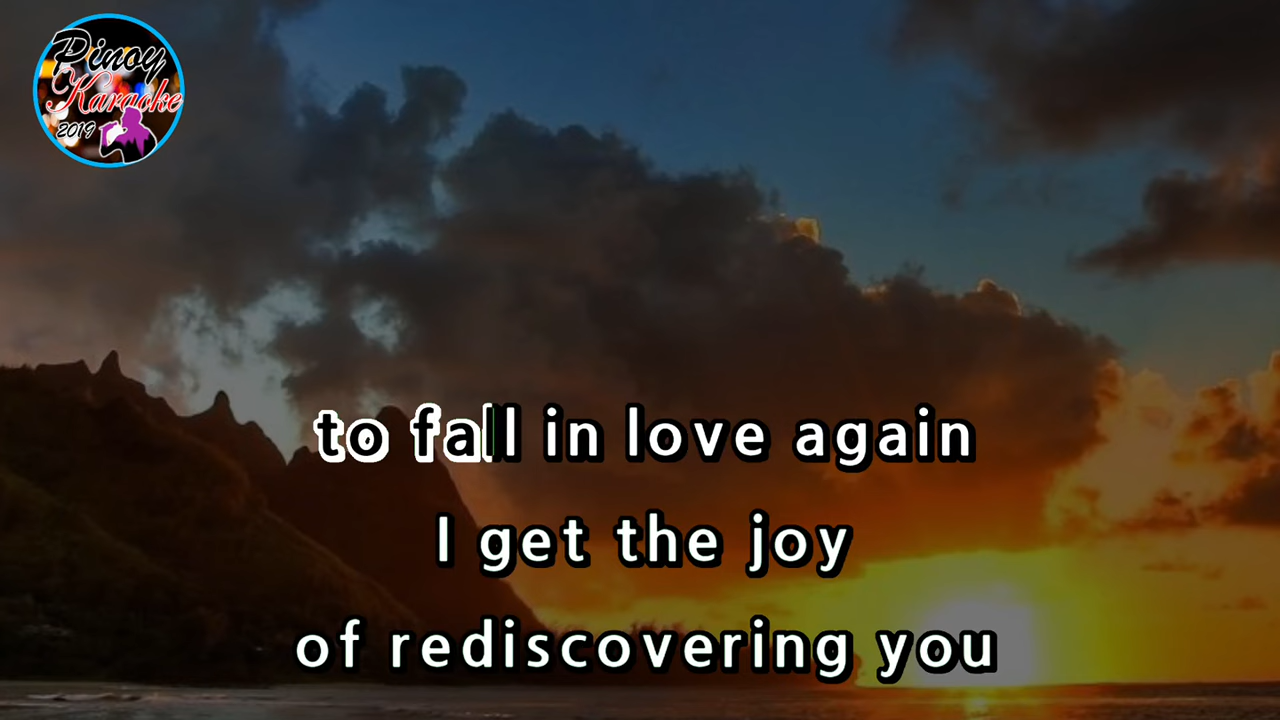 Pinoy
Karaoke
2019
to fall in love again
I get the joy
of rediscovering you